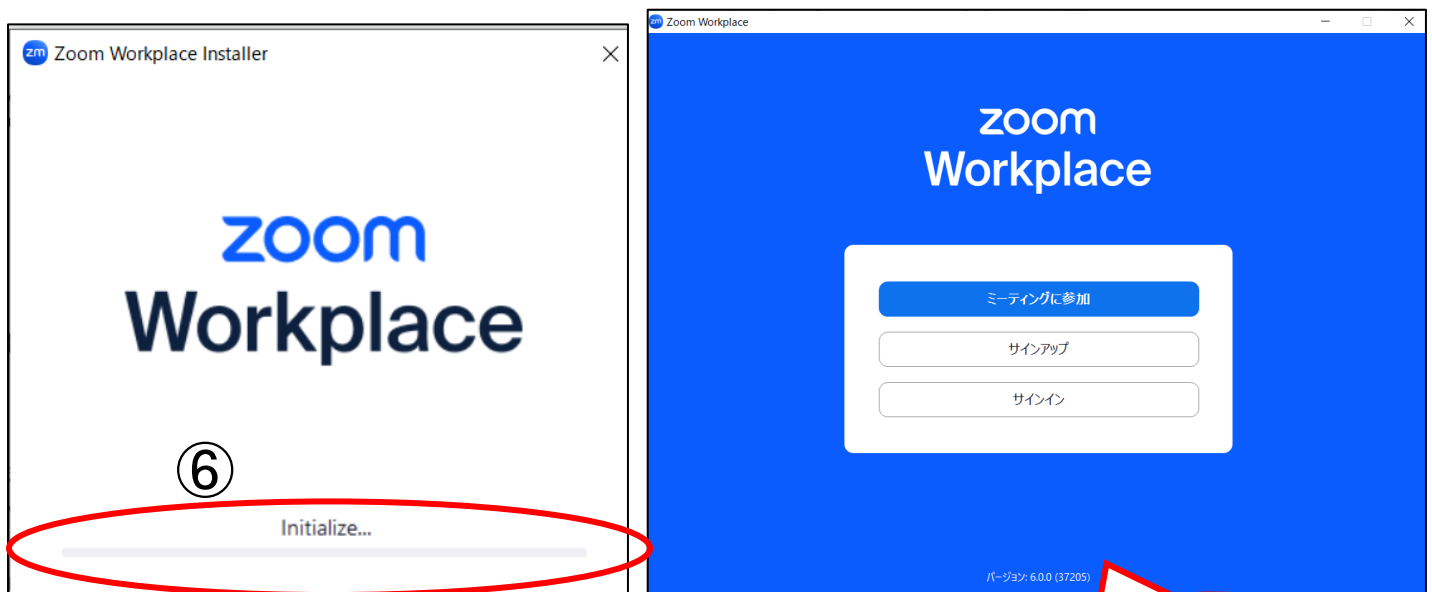 zm Zoom Workplace Installer
zoom
Workplace
⑥
Initialize...
zm Zoom Workplace
zoom
Workplace
ミーティングに参加
サインアップ
サインイン
バージョン: 6.0.0 (37205)